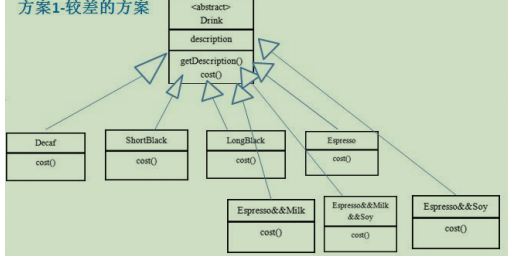 方案1-较差的方案
<abstract>
Drink
description
getDescription()
cost()
Decaf
cost()
ShortBlack
cost()
LongBlack
cost()
Espresso
cost()
Espresso&&Milk
cost()
Espresso&&Milk
&&Soy
cost()
Espresso&&Soy
cost()